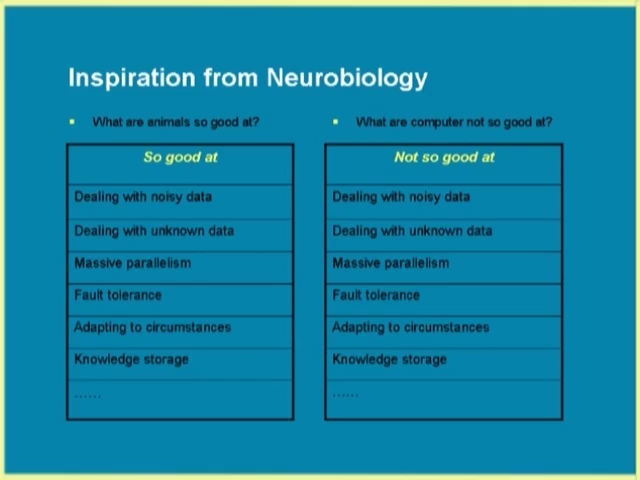 Inspiration from Neurobiology
▪ What are animals so good at?
▪ What are computer not so good at?
So good at
Dealing with noisy data
Dealing with unknown data
Massive parallelism
Fault tolerance
Adapting to circumstances
Knowledge storage
......
Not so good at
Dealing with noisy data
Dealing with unknown data
Massive parallelism
Fault tolerance
Adapting to circumstances
Knowledge storage
......